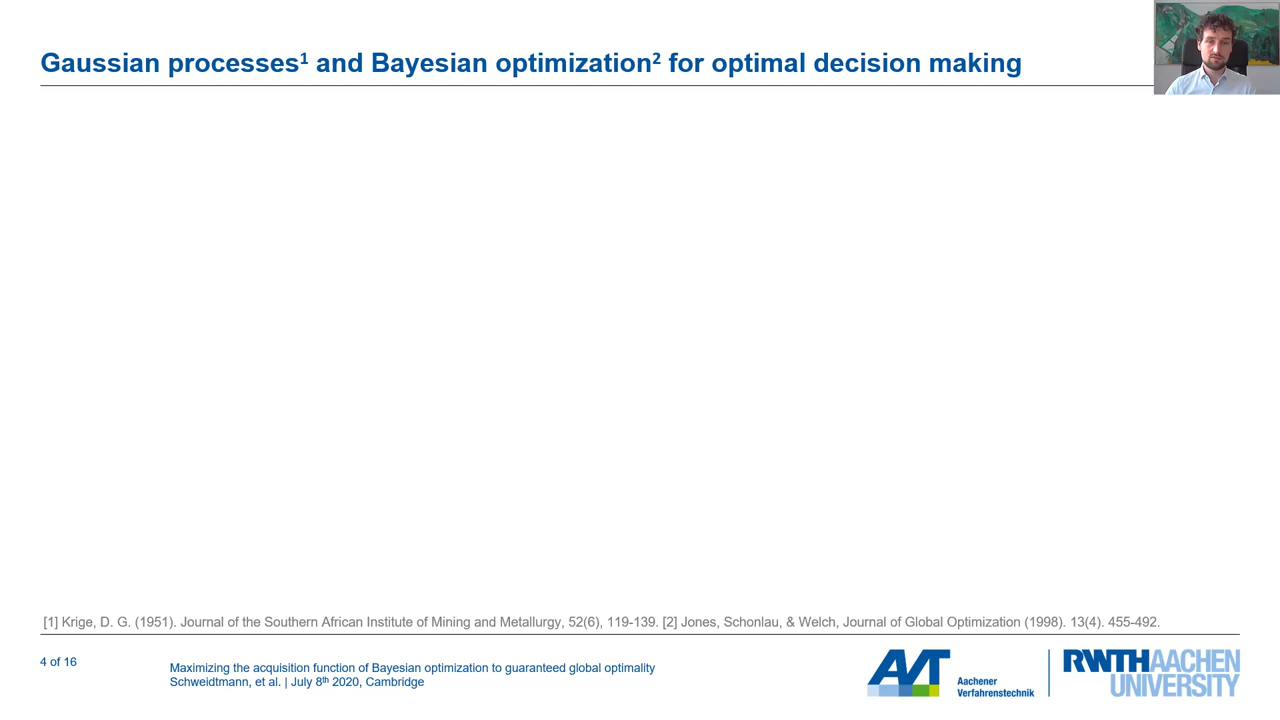 Gaussian processes¹ and Bayesian optimization² for optimal decision making
[1] Krige, D. G. (1951). Journal of the Southern African Institute of Mining and Metallurgy, 52(6), 119-139. [2] Jones, Schonlau, & Welch, Journal of Global Optimization (1998). 13(4). 455-492.
4 of 16
Maximizing the acquisition function of Bayesian optimization to guaranteed global optimality
Schweidtmann, et al. | July 8th 2020, Cambridge
AVT
Aachener
Verfahrenstechnik
RWTHAACHEN
UNIVERSITY